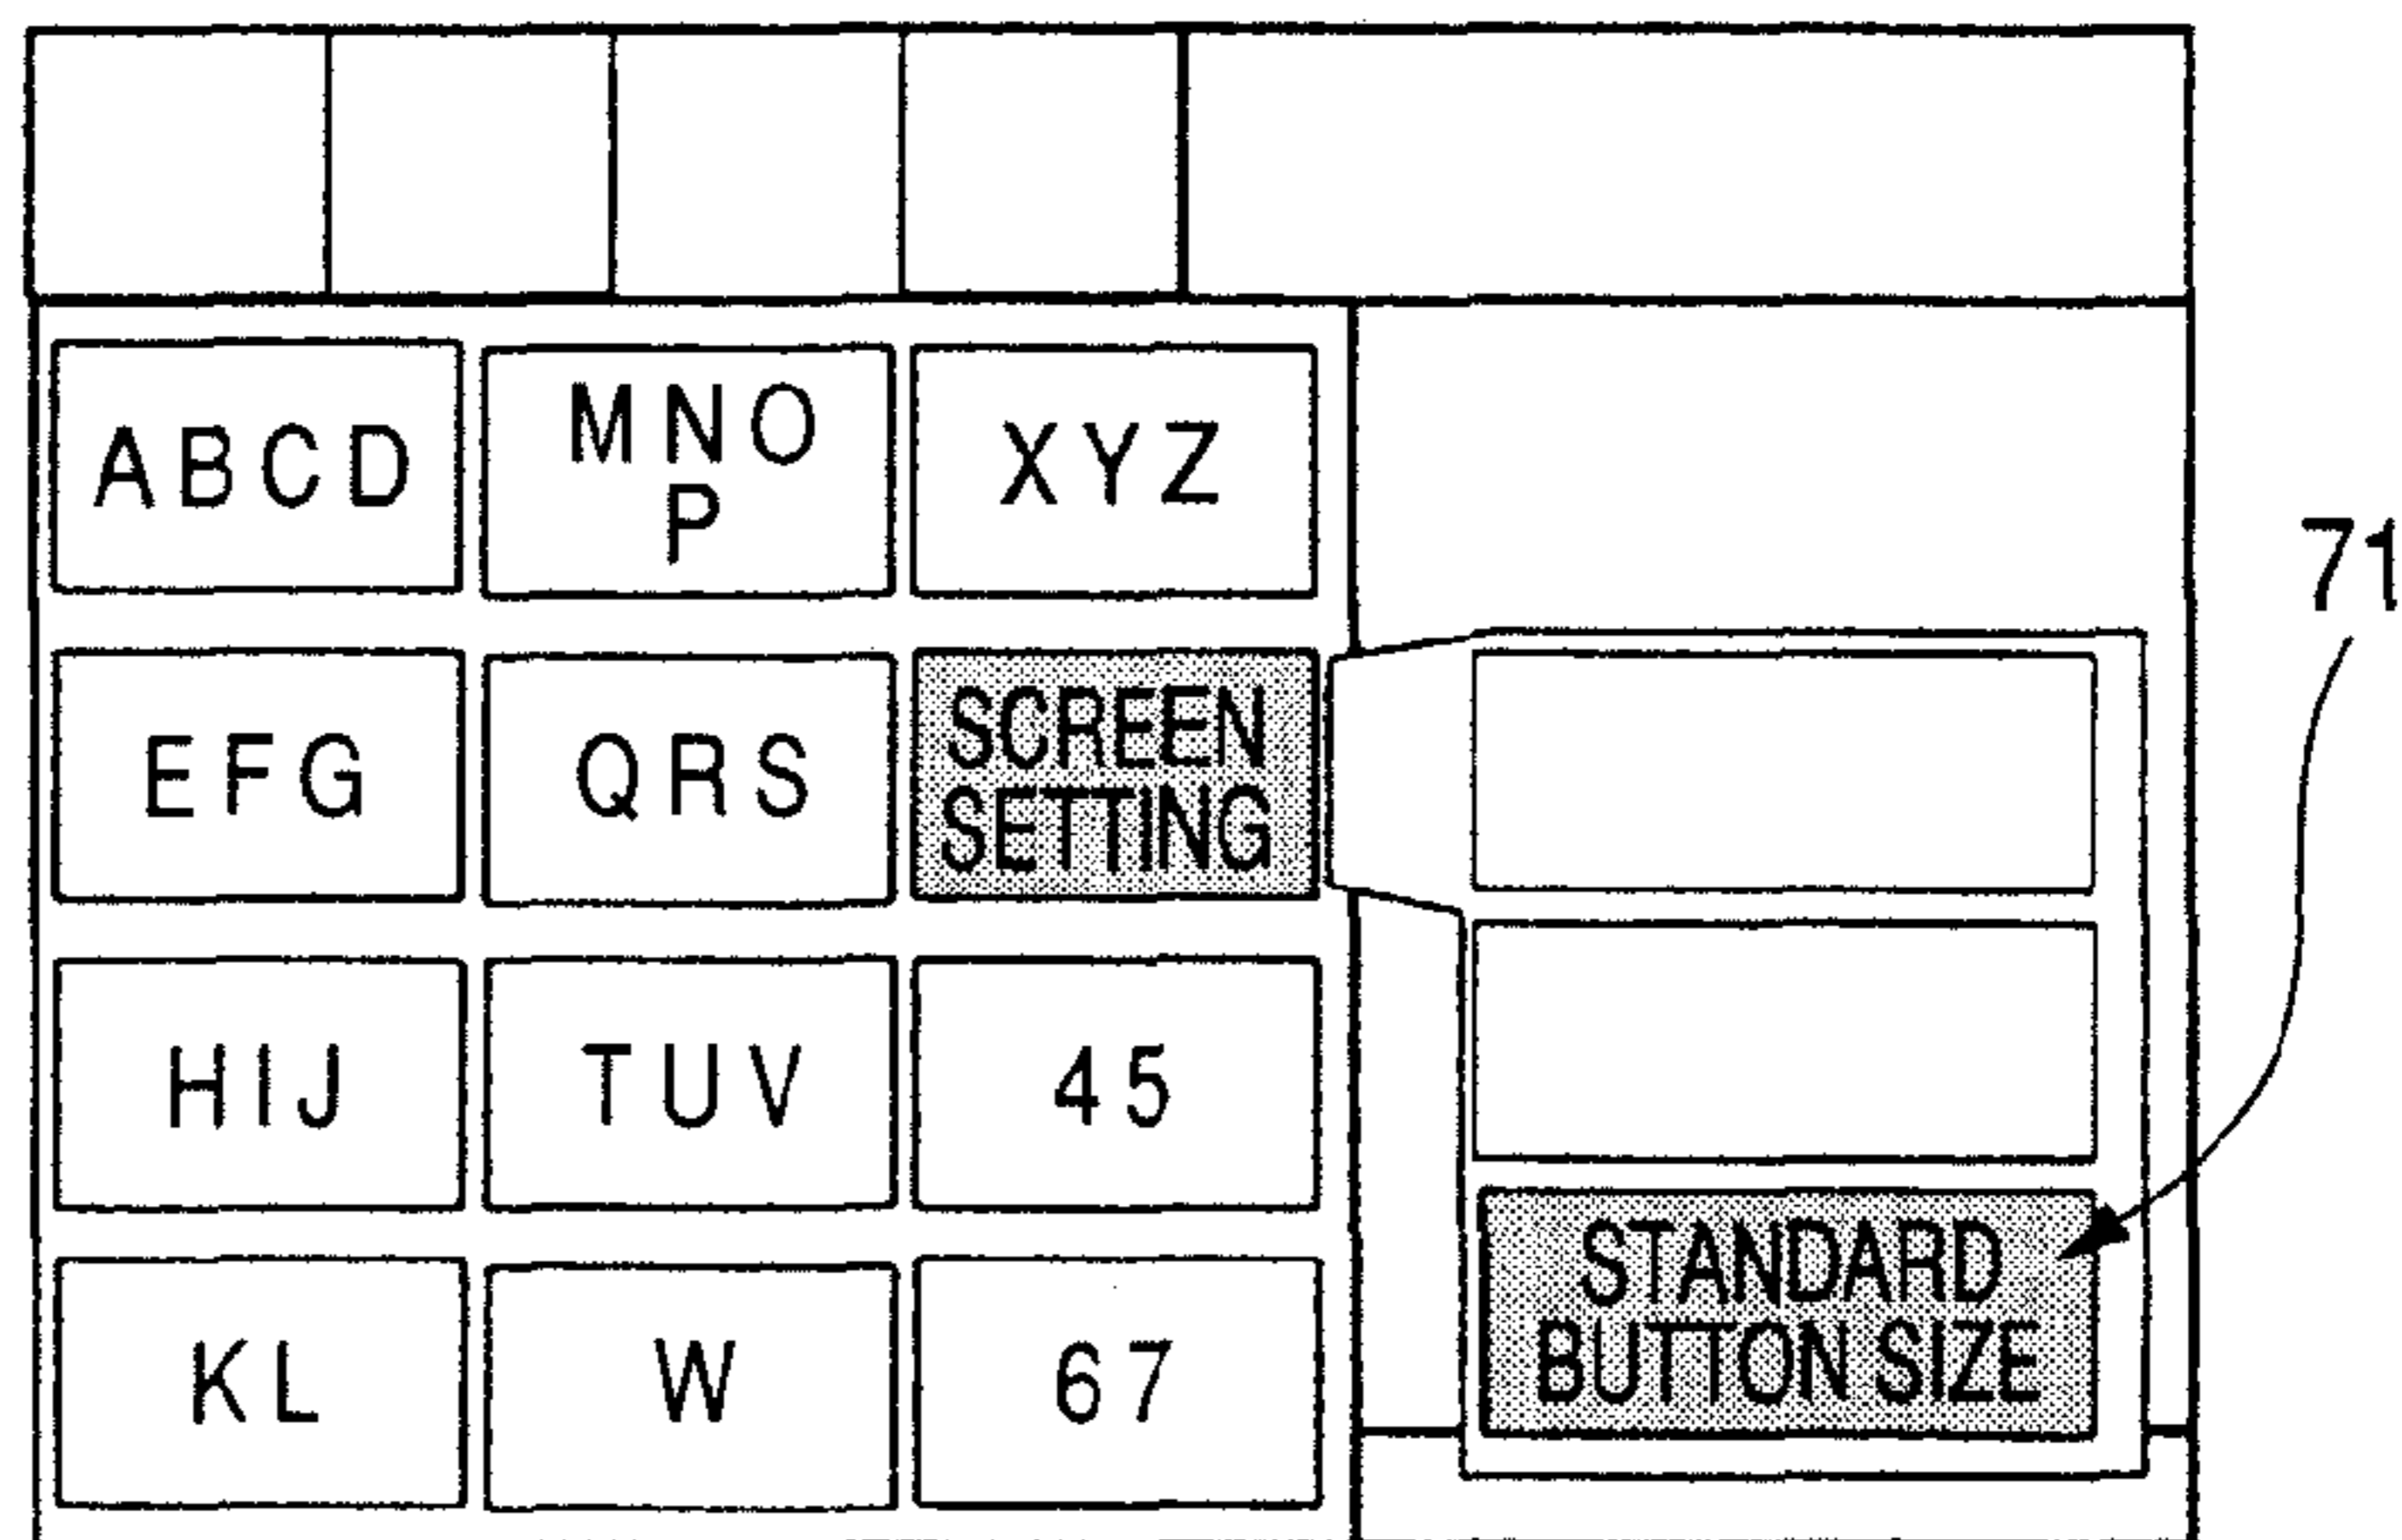 ABCD
MNO
P
XYZ
71
EFG
QRS
SCREEN
SETTING
HIJ
TUV
45
STANDARD
BUTTON SIZE
KL
W
67